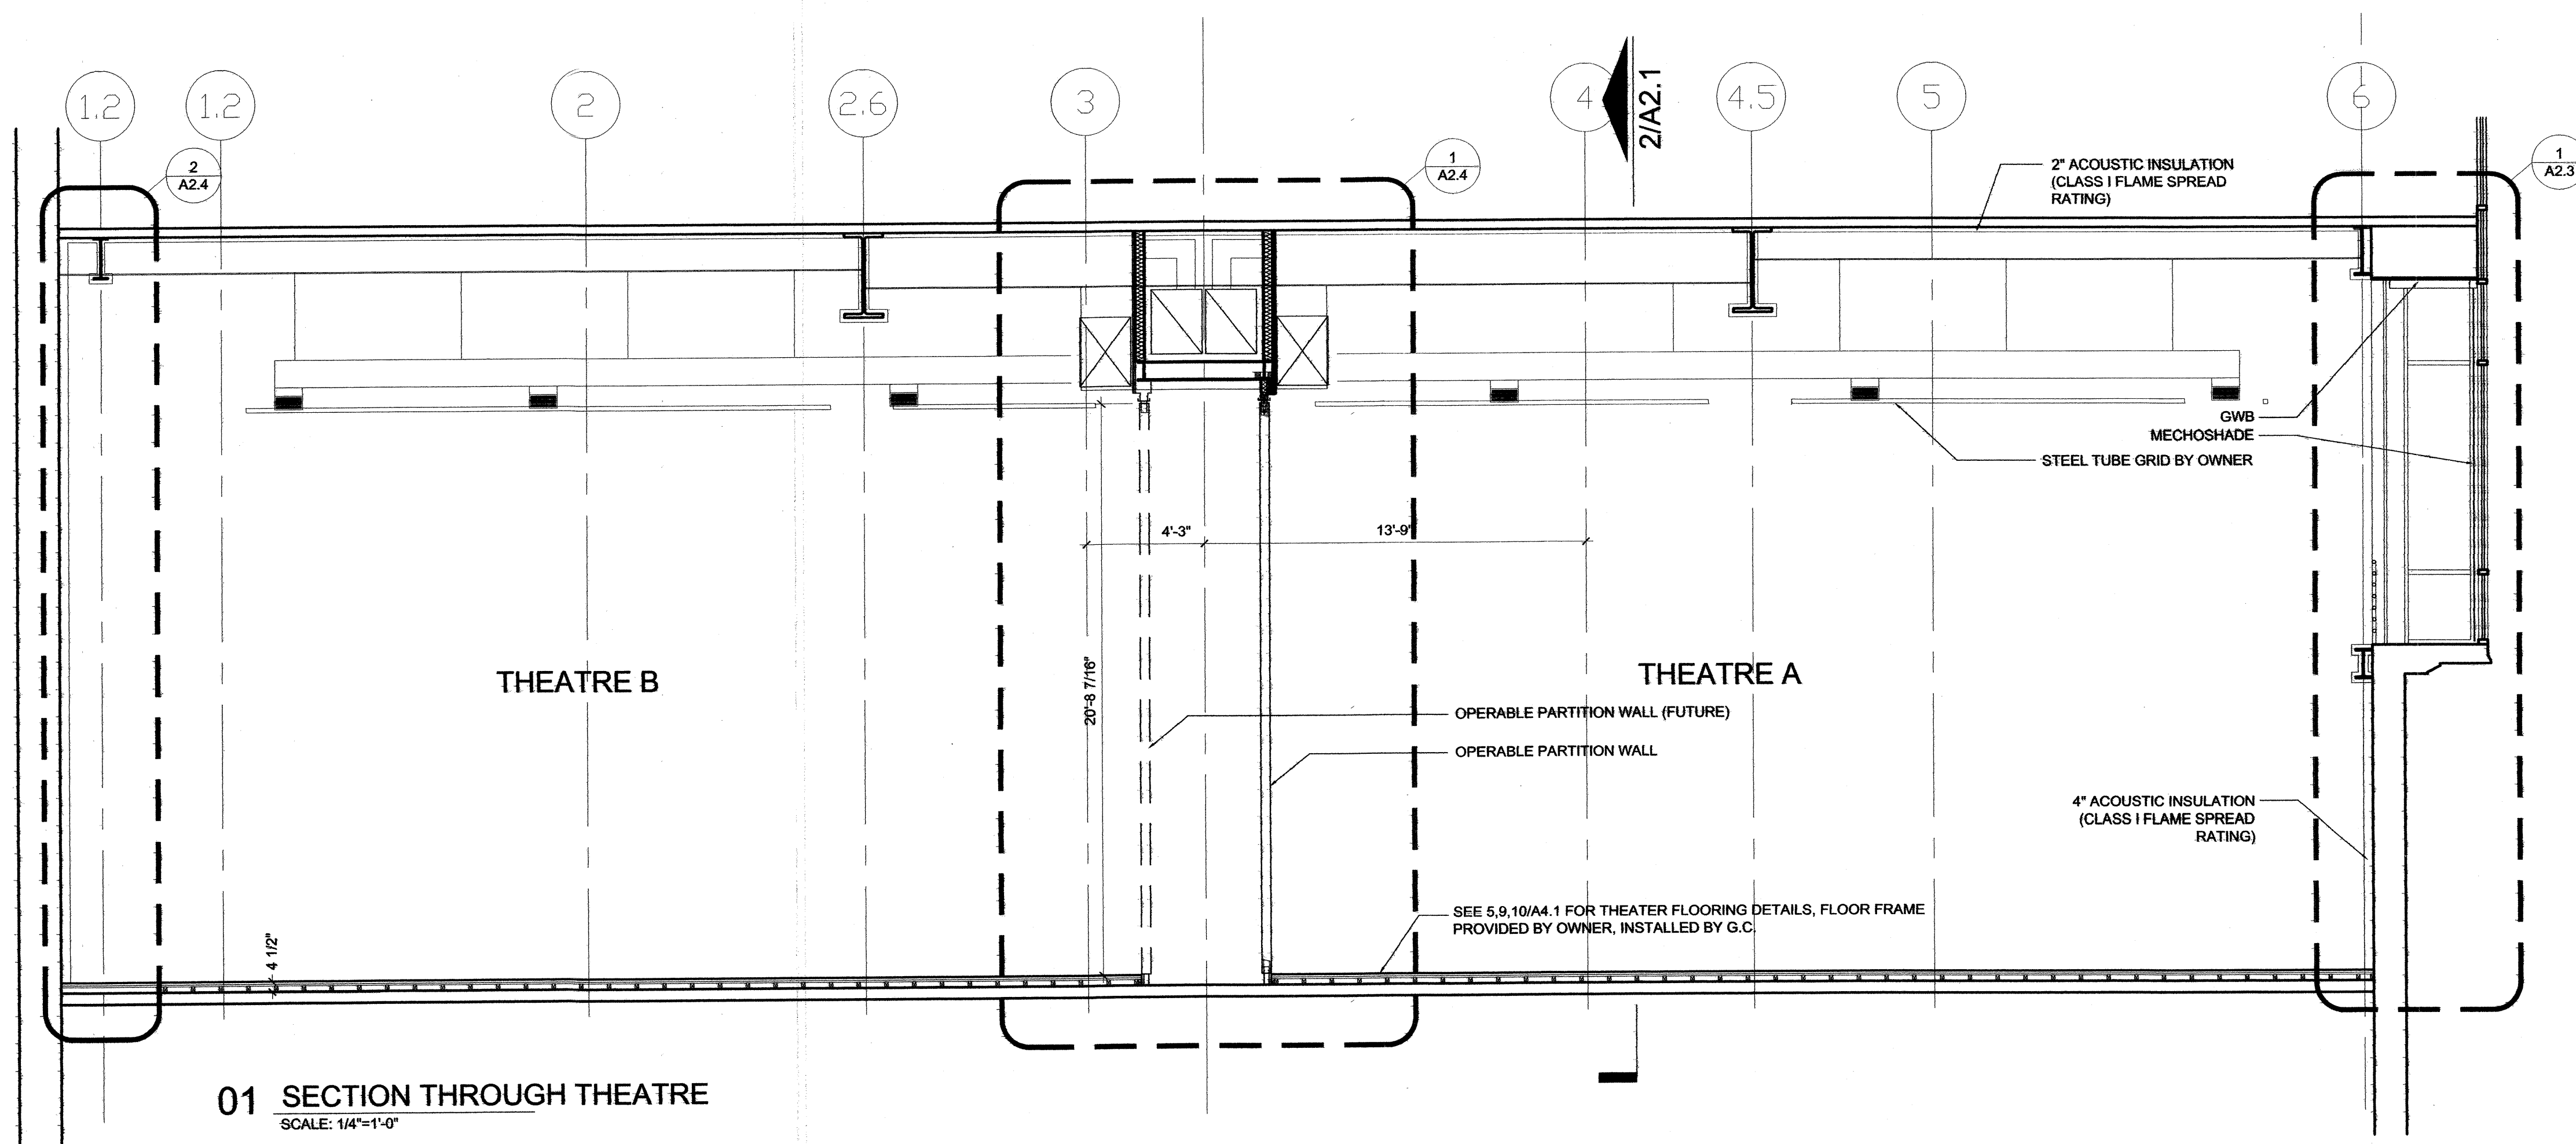 1.2
1.2
2
2.6
3
4
2/A2.1
4.5
5
6
2
A2.4
1
A2.4
1
A2.3
2" ACOUSTIC INSULATION
(CLASS I FLAME SPREAD
RATING)
GWB
MECHOSHADE
STEEL TUBE GRID BY OWNER
4'-3"
13'-9"
20'-8 7/16"
THEATRE B
THEATRE A
OPERABLE PARTITION WALL (FUTURE)
OPERABLE PARTITION WALL
4" ACOUSTIC INSULATION
(CLASS I FLAME SPREAD
RATING)
SEE 5,9,10/A4.1 FOR THEATER FLOORING DETAILS, FLOOR FRAME
PROVIDED BY OWNER, INSTALLED BY G.C.
4 1/2"
01 SECTION THROUGH THEATRE
SCALE: 1/4"=1'-0"